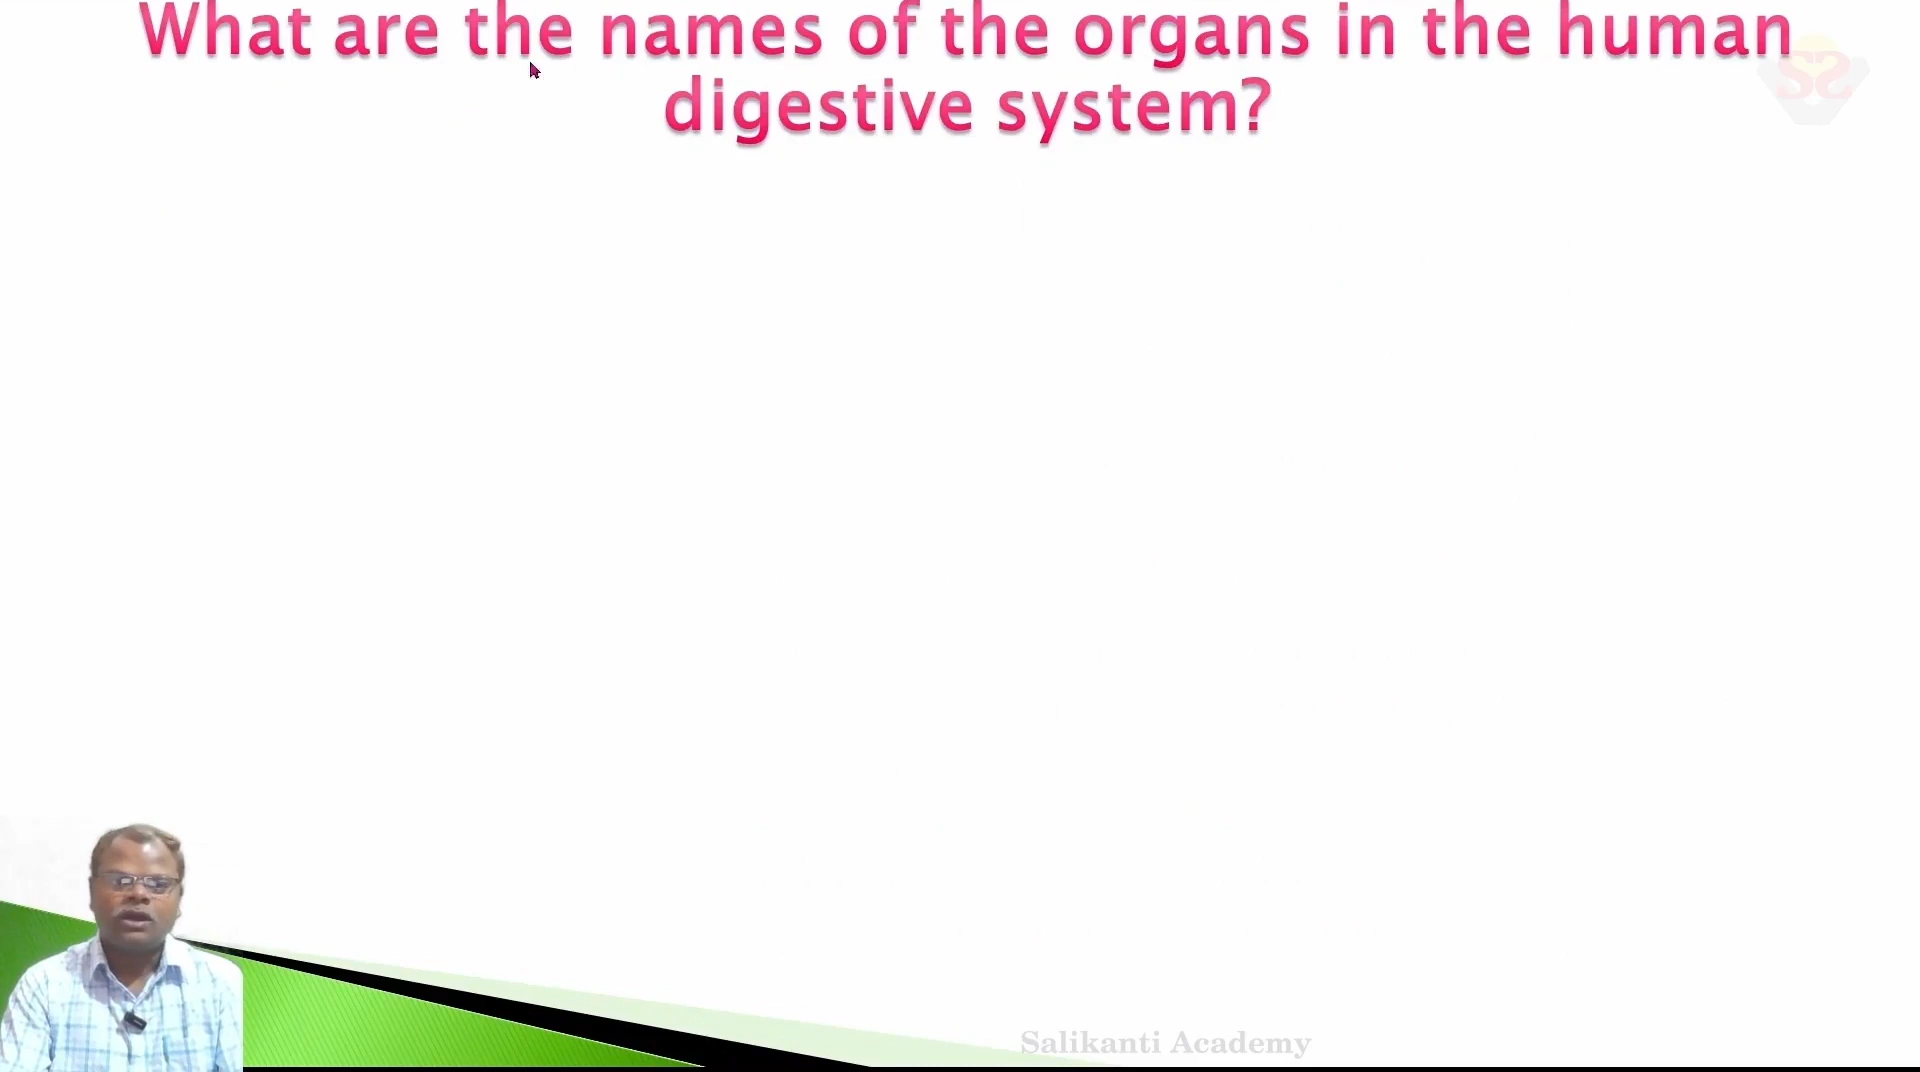 What are the names of the organs in the human
digestive system?
Salikanti Academy